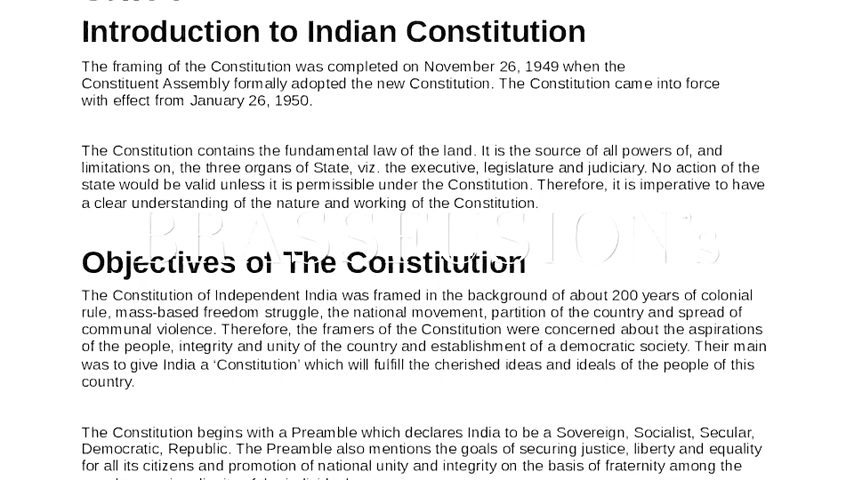 Introduction to Indian Constitution
The framing of the Constitution was completed on November 26, 1949 when the
Constituent Assembly formally adopted the new Constitution. The Constitution came into force
with effect from January 26, 1950.
The Constitution contains the fundamental law of the land. It is the source of all powers of, and
limitations on, the three organs of State, viz. the executive, legislature and judiciary. No action of the
state would be valid unless it is permissible under the Constitution. Therefore, it is imperative to have
a clear understanding of the nature and working of the Constitution.
BRASSFUSION's
Objectives of The Constitution
The Constitution of Independent India was framed in the background of about 200 years of colonial
rule, mass-based freedom struggle, the national movement, partition of the country and spread of
communal violence. Therefore, the framers of the Constitution were concerned about the aspirations
of the people, integrity and unity of the country and establishment of a democratic society. Their main
was to give India a ‘Constitution’ which will fulfill the cherished ideas and ideals of the people of this
country.
The Constitution begins with a Preamble which declares India to be a Sovereign, Socialist, Secular,
Democratic, Republic. The Preamble also mentions the goals of securing justice, liberty and equality
for all its citizens and promotion of national unity and integrity on the basis of fraternity among the